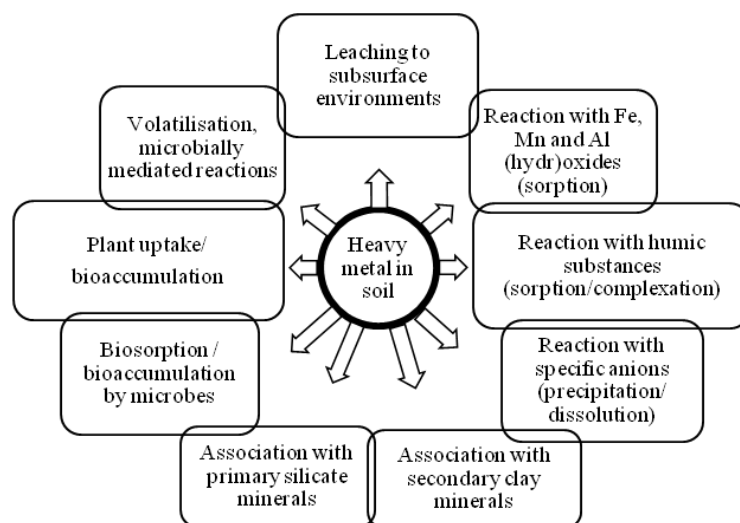 Leaching to
subsurface
environments
Reaction with Fe,
Mn and Al
(hydr)oxides
(sorption)
Reaction with humic
substances
(sorption/complexation)
Reaction with
specific anions
(precipitation/
dissolution)
Association with
secondary clay
minerals
Association with
primary silicate
minerals
Biosorption /
bioaccumulation
by microbes
Plant uptake/
bioaccumulation
Volatilisation,
microbially
mediated reactions
Heavy
metal in
soil